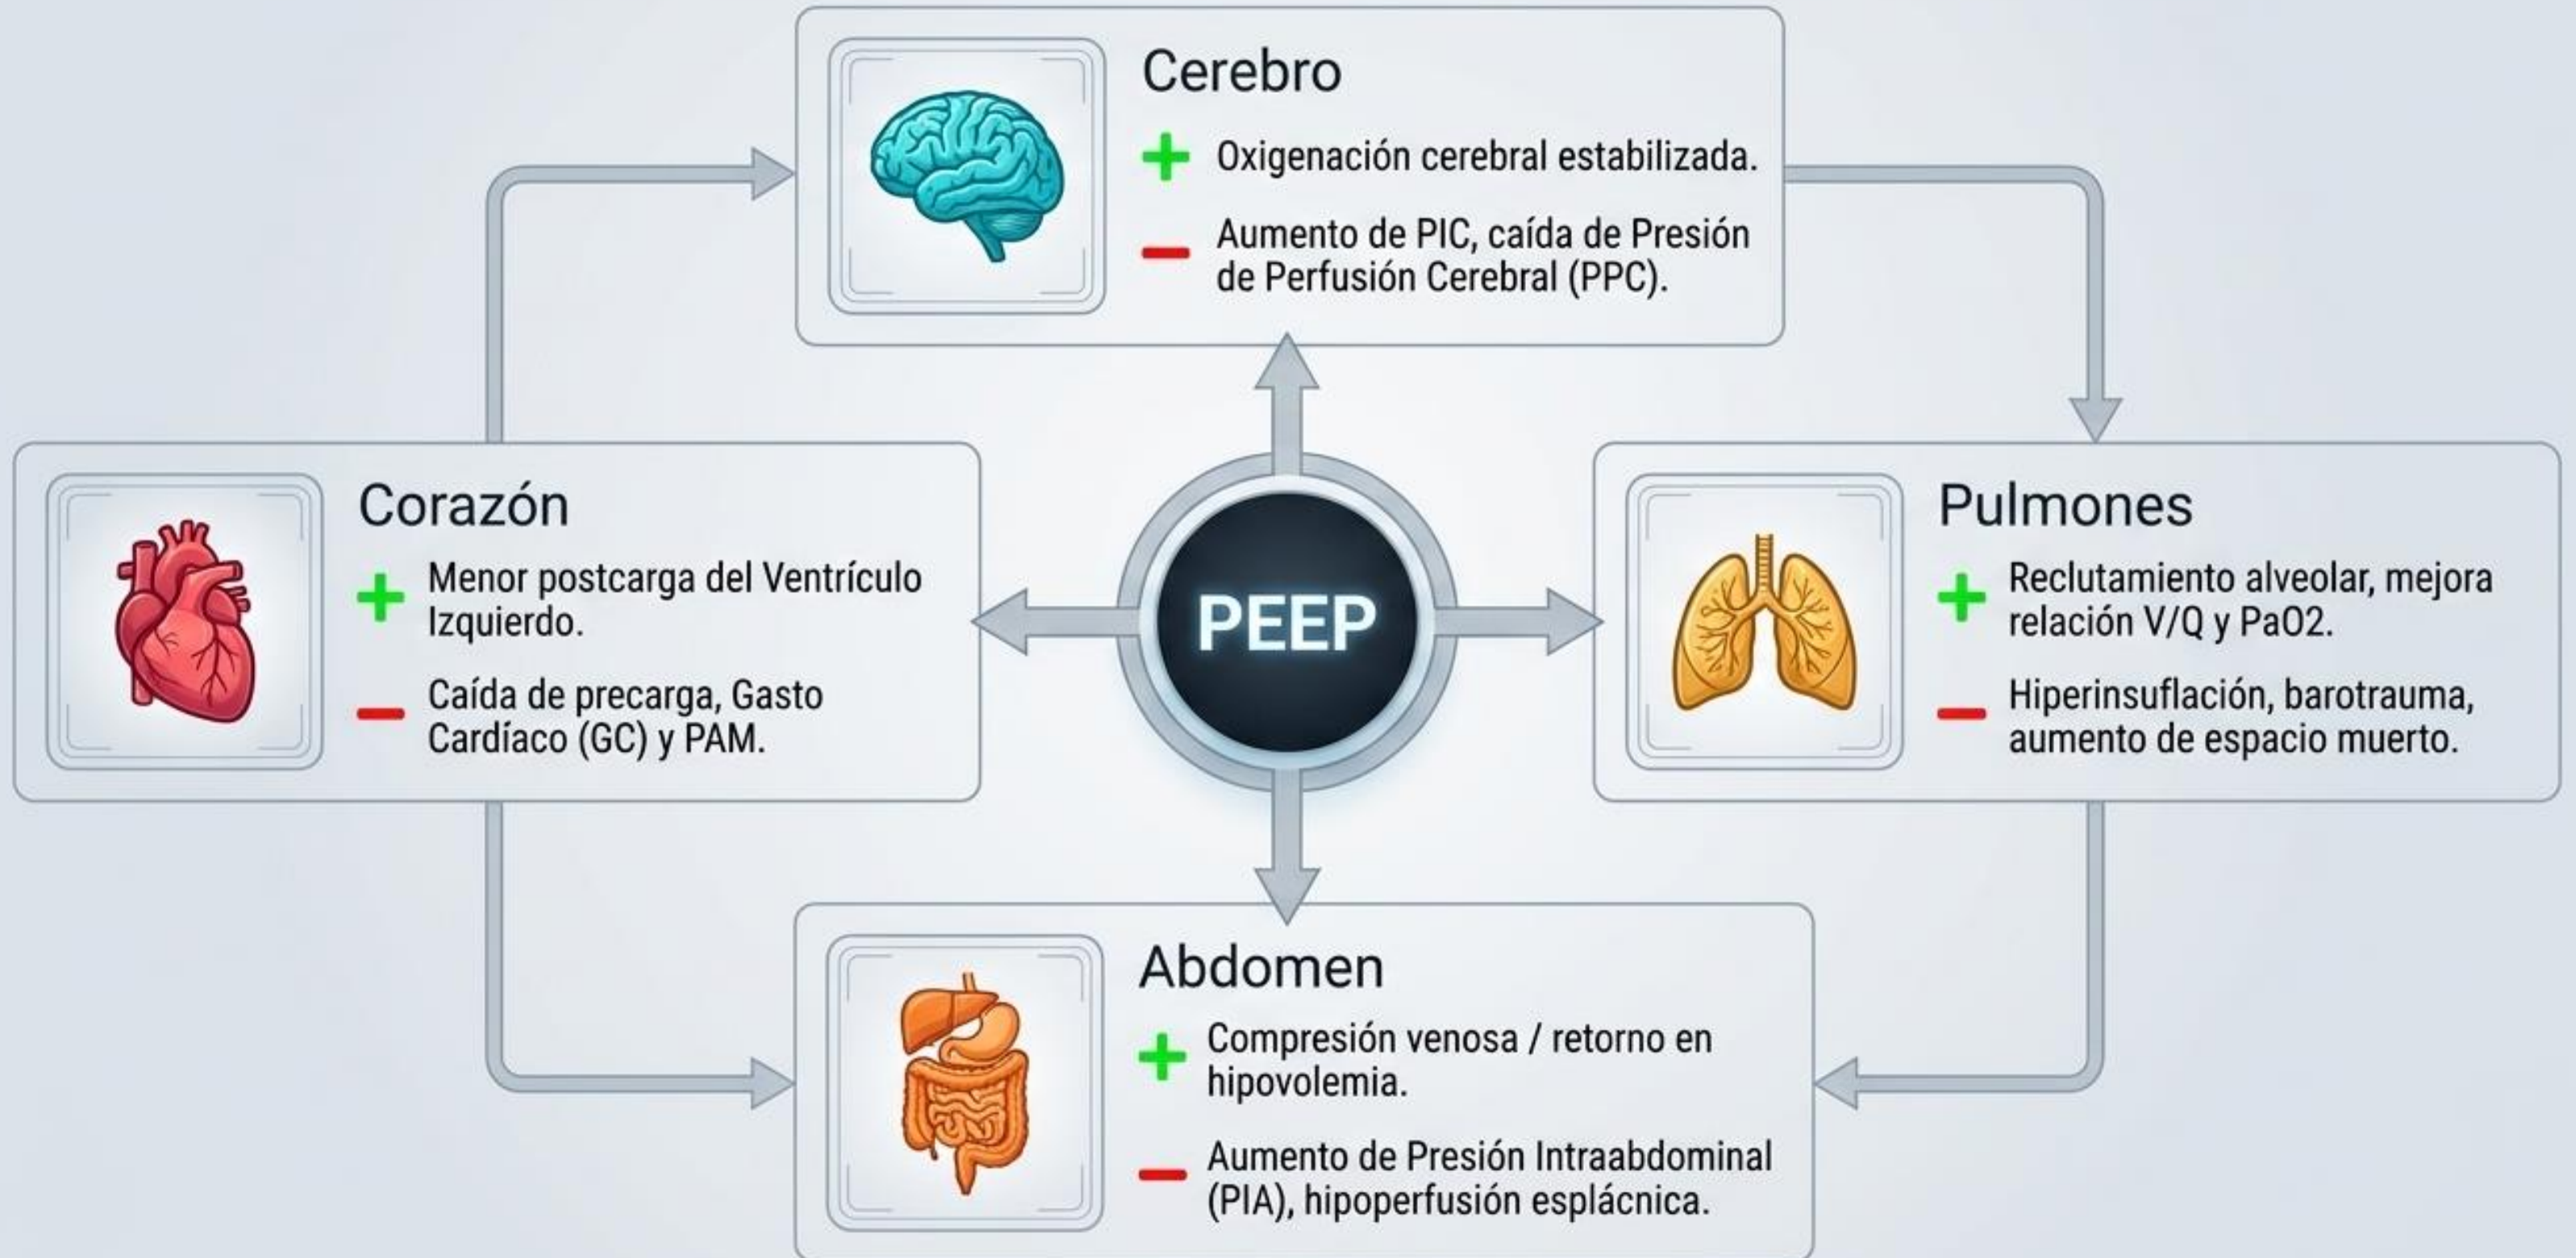 Cerebro
+ Oxigenación cerebral estabilizada.
− Aumento de PIC, caída de Presión
de Perfusión Cerebral (PPC).
Corazón
+ Menor postcarga del Ventrículo
Izquierdo.
− Caída de precarga, Gasto
Cardíaco (GC) y PAM.
PEEP
Pulmones
+ Reclutamiento alveolar, mejora
relación V/Q y PaO2.
− Hiperinsuflación, barotrauma,
aumento de espacio muerto.
Abdomen
+ Compresión venosa / retorno en
hipovolemia.
− Aumento de Presión Intraabdominal
(PIA), hipoperfusión esplácnica.